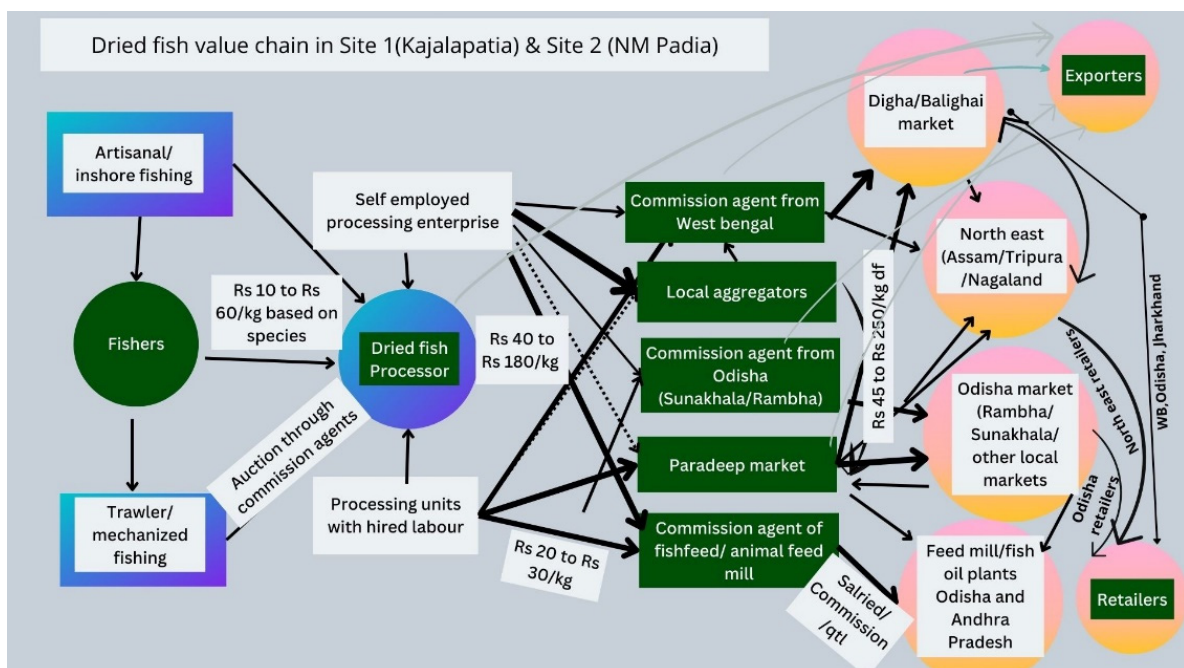 Dried fish value chain in Site 1(Kajalapatia) & Site 2 (NM Padia)
Artisanal/
inshore fishing
Fishers
Trawler/
mechanized fishing
Rs 10 to Rs
60/kg based on
species
Auction through
commission agents
Self employed
processing enterprise
Dried fish
Processor
Processing units
with hired labour
Rs 40 to
Rs 180/kg
Rs 20 to Rs
30/kg
Commission agent from
West bengal
Local aggregators
Commission agent from
Odisha
(Sunakhala/Rambha)
Paradeep market
Commission agent of
fishfeed/ animal feed
mill
Salried/
Commission
/qtl
Rs 45 to Rs 250/kg df
Digha/Balighai
market
North east
(Assam/Tripura
/Nagaland
Odisha market
(Rambha/
Sunakhala/
other local
markets
Feed mill/fish
oil plants
Odisha and
Andhra
Pradesh
Exporters
North east retailers
Odisha
retailers
WB,Odisha, Jharkhand
Retailers